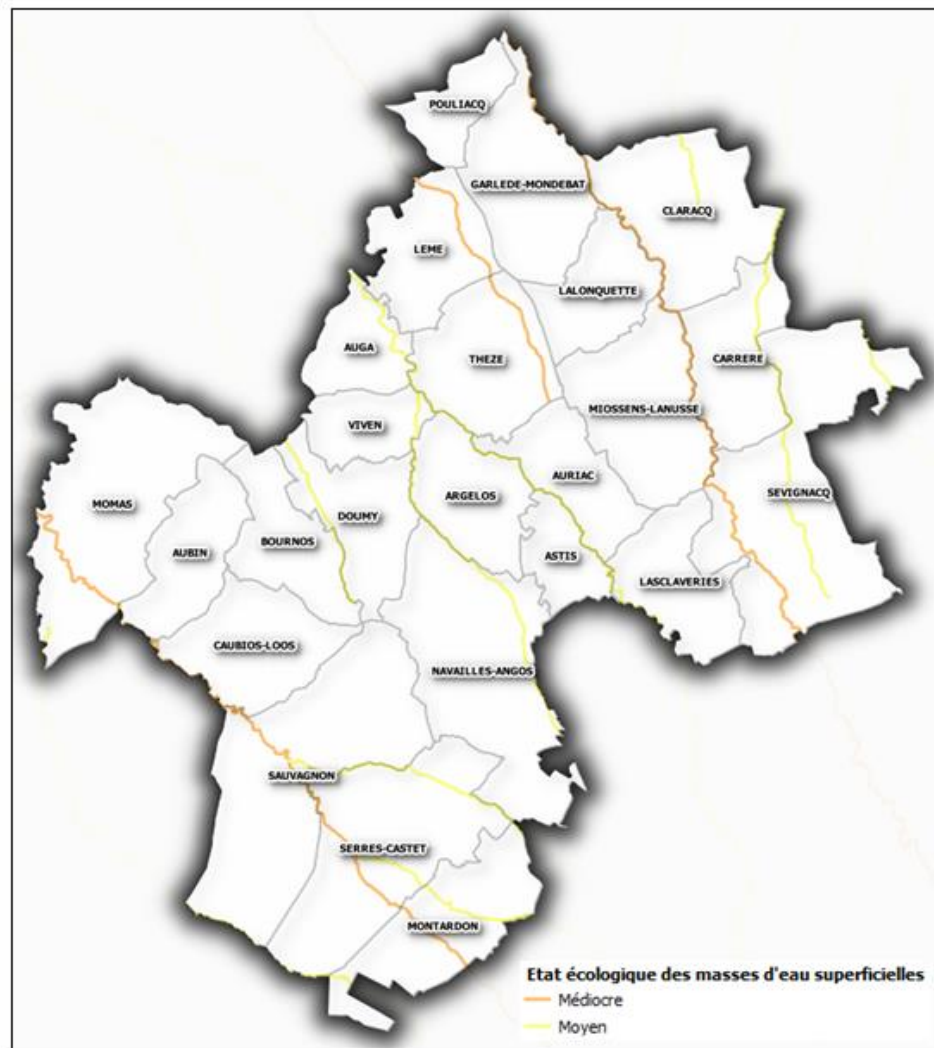 POULIACQ
GARLEDE-MONDEBAT
CLARACQ
LEME
LALONQUETTE
AUGA
THEZE
CARRERE
MIOSSENS-LANUSSE
VIVEN
AURIAC
MOMAS
ARGELOS
SEVIGNACQ
DOUMY
BOURNOS
AUBIN
ASTIS
LASCLAVERIES
CAUBIOS-LOOS
NAVAILLES-ANGOS
SAUVAGNON
SERRES-CASTET
MONTARDON
Etat écologique des masses d'eau superficielles
Médiocre
Moyen